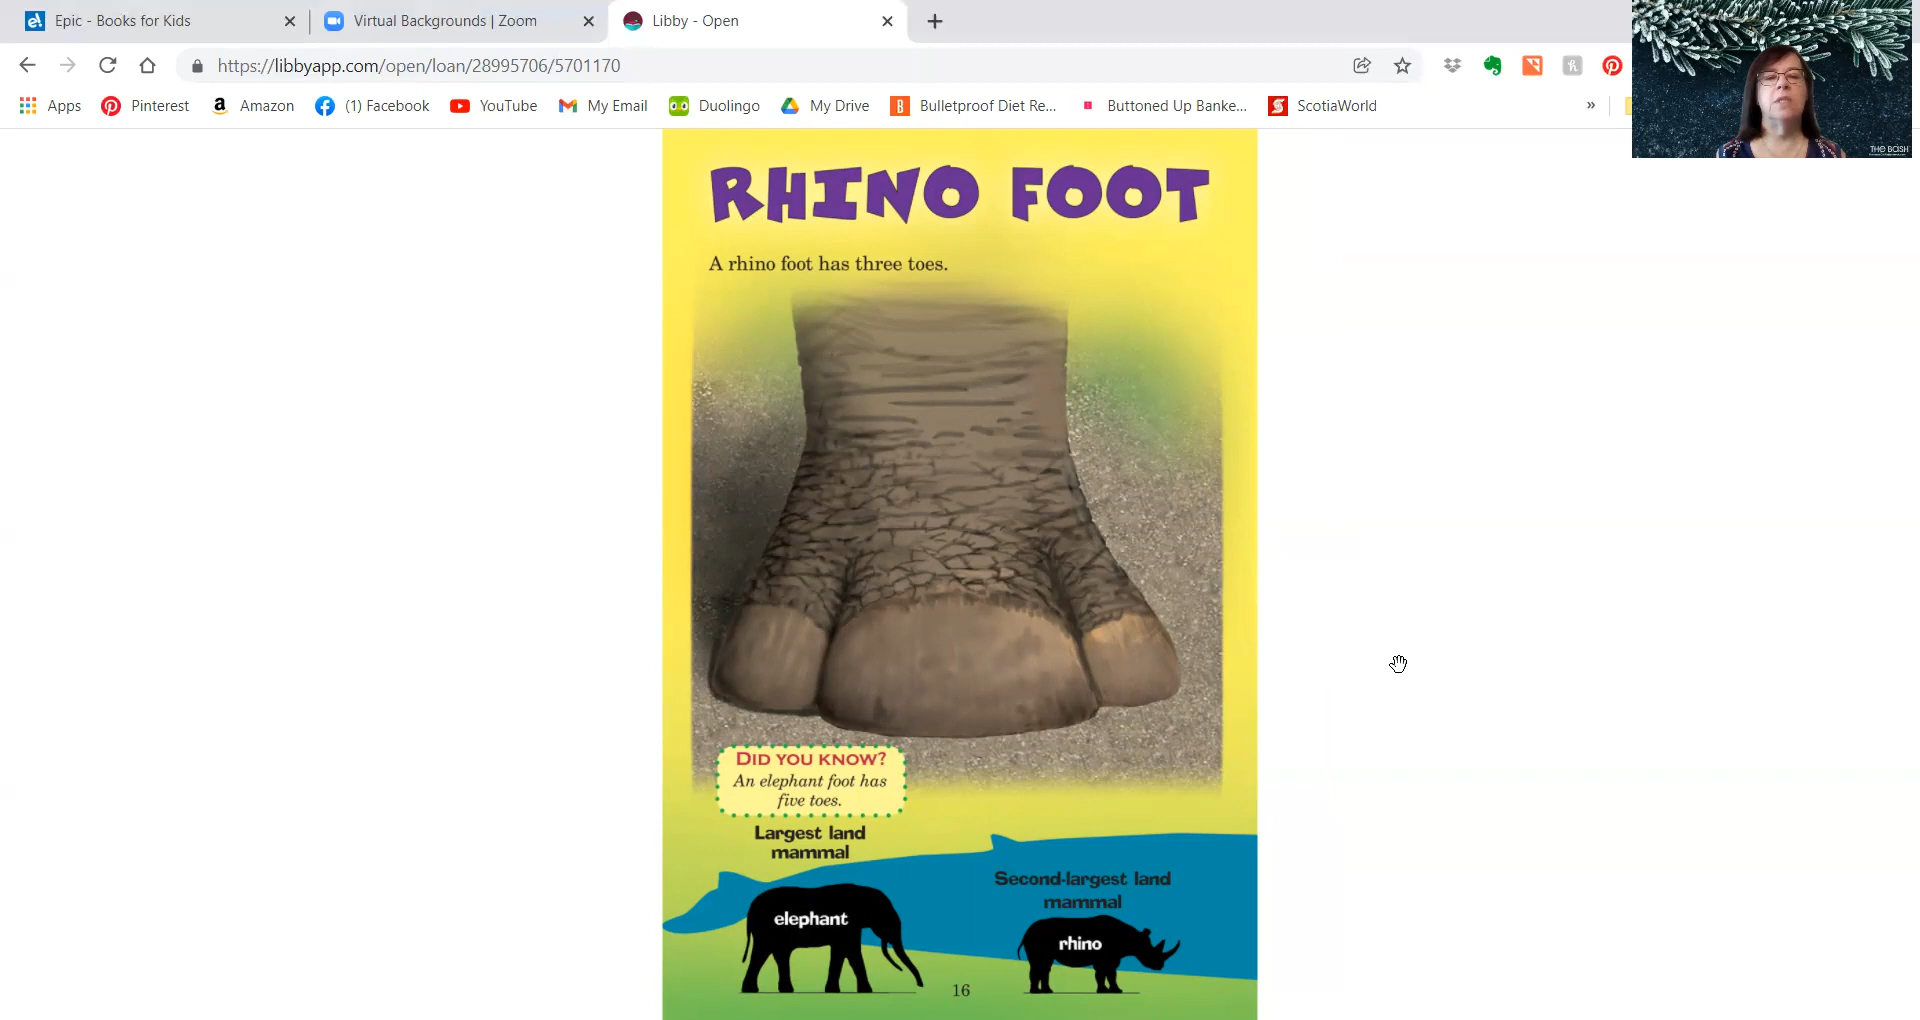 Epic - Books for Kids
Virtual Backgrounds | Zoom
Libby - Open
https://libbyapp.com/open/loan/28995706/5701170
Apps
Pinterest
Amazon
(1) Facebook
YouTube
My Email
Duolingo
My Drive
Bulletproof Diet Re...
Buttoned Up Banke...
ScotiaWorld
»
THE BASH
RHINO FOOT
A rhino foot has three toes.
DID YOU KNOW?
An elephant foot has
five toes.
Largest land
mammal
elephant
Second-largest land
mammal
rhino
16